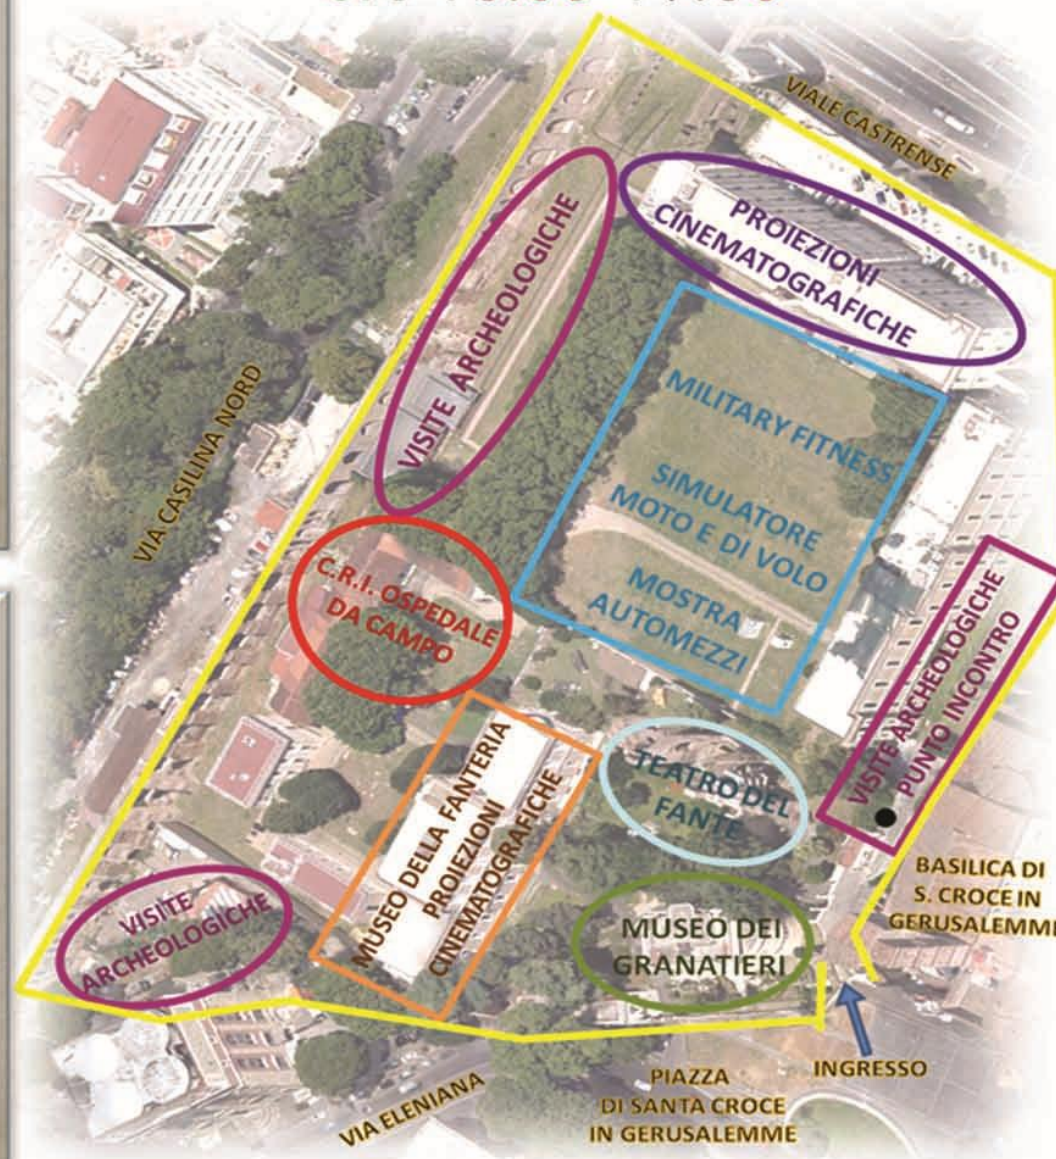 VIALE CASTRENSE
PROIEZIONI
CINEMATOGRAFICHE
VISITE ARCHEOLOGICHE
MILITARY FITNESS
SIMULATORE
MOTO E DI VOLO
MOSTRA
AUTOMEZZI
VIA CASILINA NORD
C.R.I. OSPEDALE
DA CAMPO
VISITE ARCHEOLOGICHE
PUNTO INCONTRO
MUSEO DELLA FANTERIA
PROIEZIONI
CINEMATOGRAFICHE
TEATRO DEL
FANTE
BASILICA DI
S. CROCE IN
GERUSALEMME
VISITE
ARCHEOLOGICHE
MUSEO DEI
GRANATIERI
INGRESSO
VIA ELENIANA
PIAZZA
DI SANTA CROCE
IN GERUSALEMME